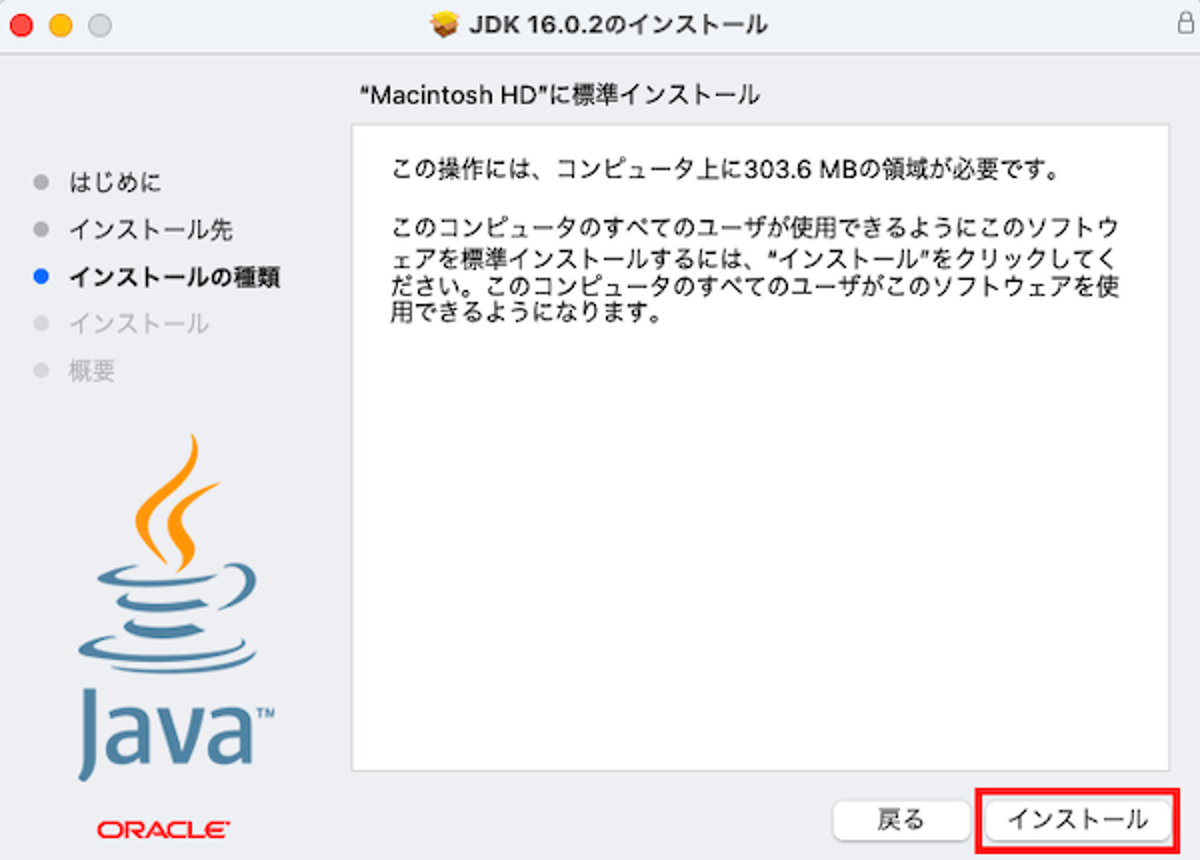 JDK 16.0.2のインストール
“Macintosh HD”に標準インストール
はじめに
インストール先
インストールの種類
インストール
概要
この操作には、コンピュータ上に303.6 MBの領域が必要です。
このコンピュータのすべてのユーザが使用できるようにこのソフトウ
ェアを標準インストールするには、“インストール”をクリックしてく
ださい。このコンピュータのすべてのユーザがこのソフトウェアを使
用できるようになります。
Java™
ORACLE
戻る
インストール